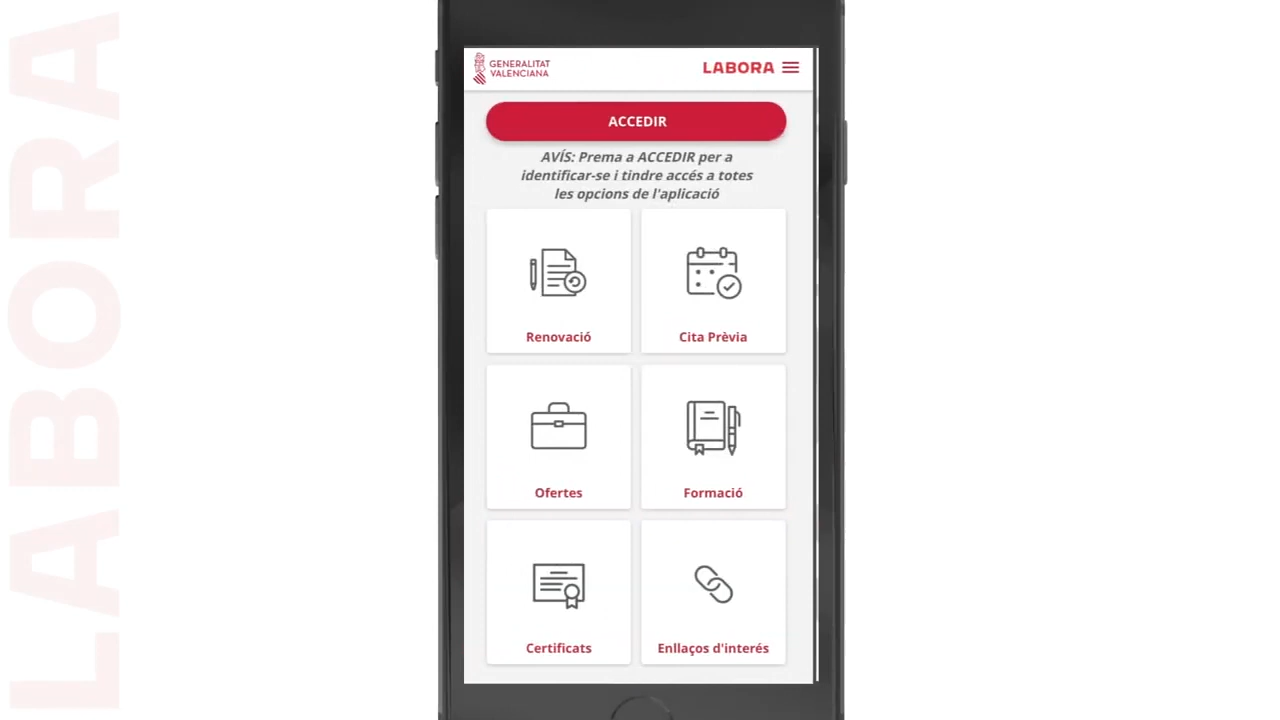 LABORA
GENERALITAT
VALENCIANA
LABORA
ACCEDIR
AVÍS: Prema a ACCEDIR per a
identificar-se i tindre accés a totes
les opcions de l'aplicació
Renovació
Cita Prèvia
Ofertes
Formació
Certificats
Enllaços d'interés